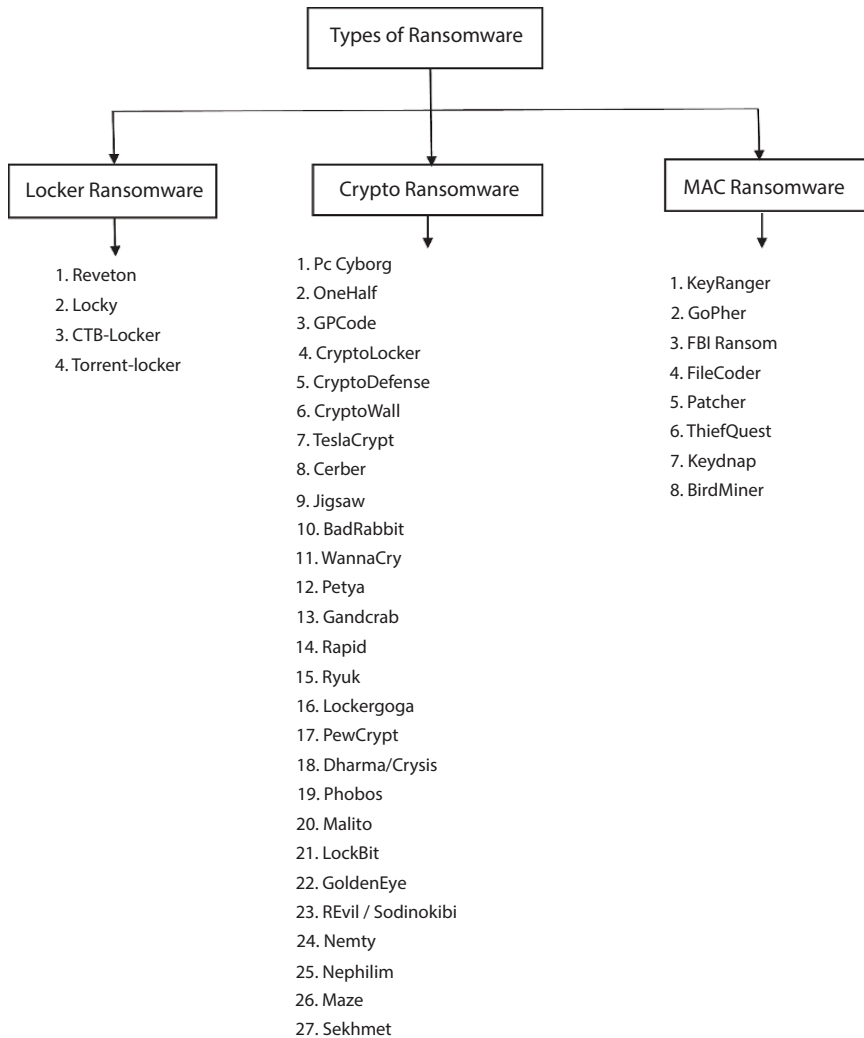 Types of Ransomware
Locker Ransomware
1. Reveton
2. Locky
3. CTB-Locker
4. Torrent-locker
Crypto Ransomware
1. Pc Cyborg
2. OneHalf
3. GPCode
4. CryptoLocker
5. CryptoDefense
6. CryptoWall
7. TeslaCrypt
8. Cerber
9. Jigsaw
10. BadRabbit
11. WannaCry
12. Petya
13. Gandcrab
14. Rapid
15. Ryuk
16. Lockergoga
17. PewCrypt
18. Dharma/Crysis
19. Phobos
20. Malito
21. LockBit
22. GoldenEye
23. REvil / Sodinokibi
24. Nemty
25. Nephilim
26. Maze
27. Sekhmet
MAC Ransomware
1. KeyRanger
2. GoPher
3. FBI Ransom
4. FileCoder
5. Patcher
6. ThiefQuest
7. Keydnap
8. BirdMiner